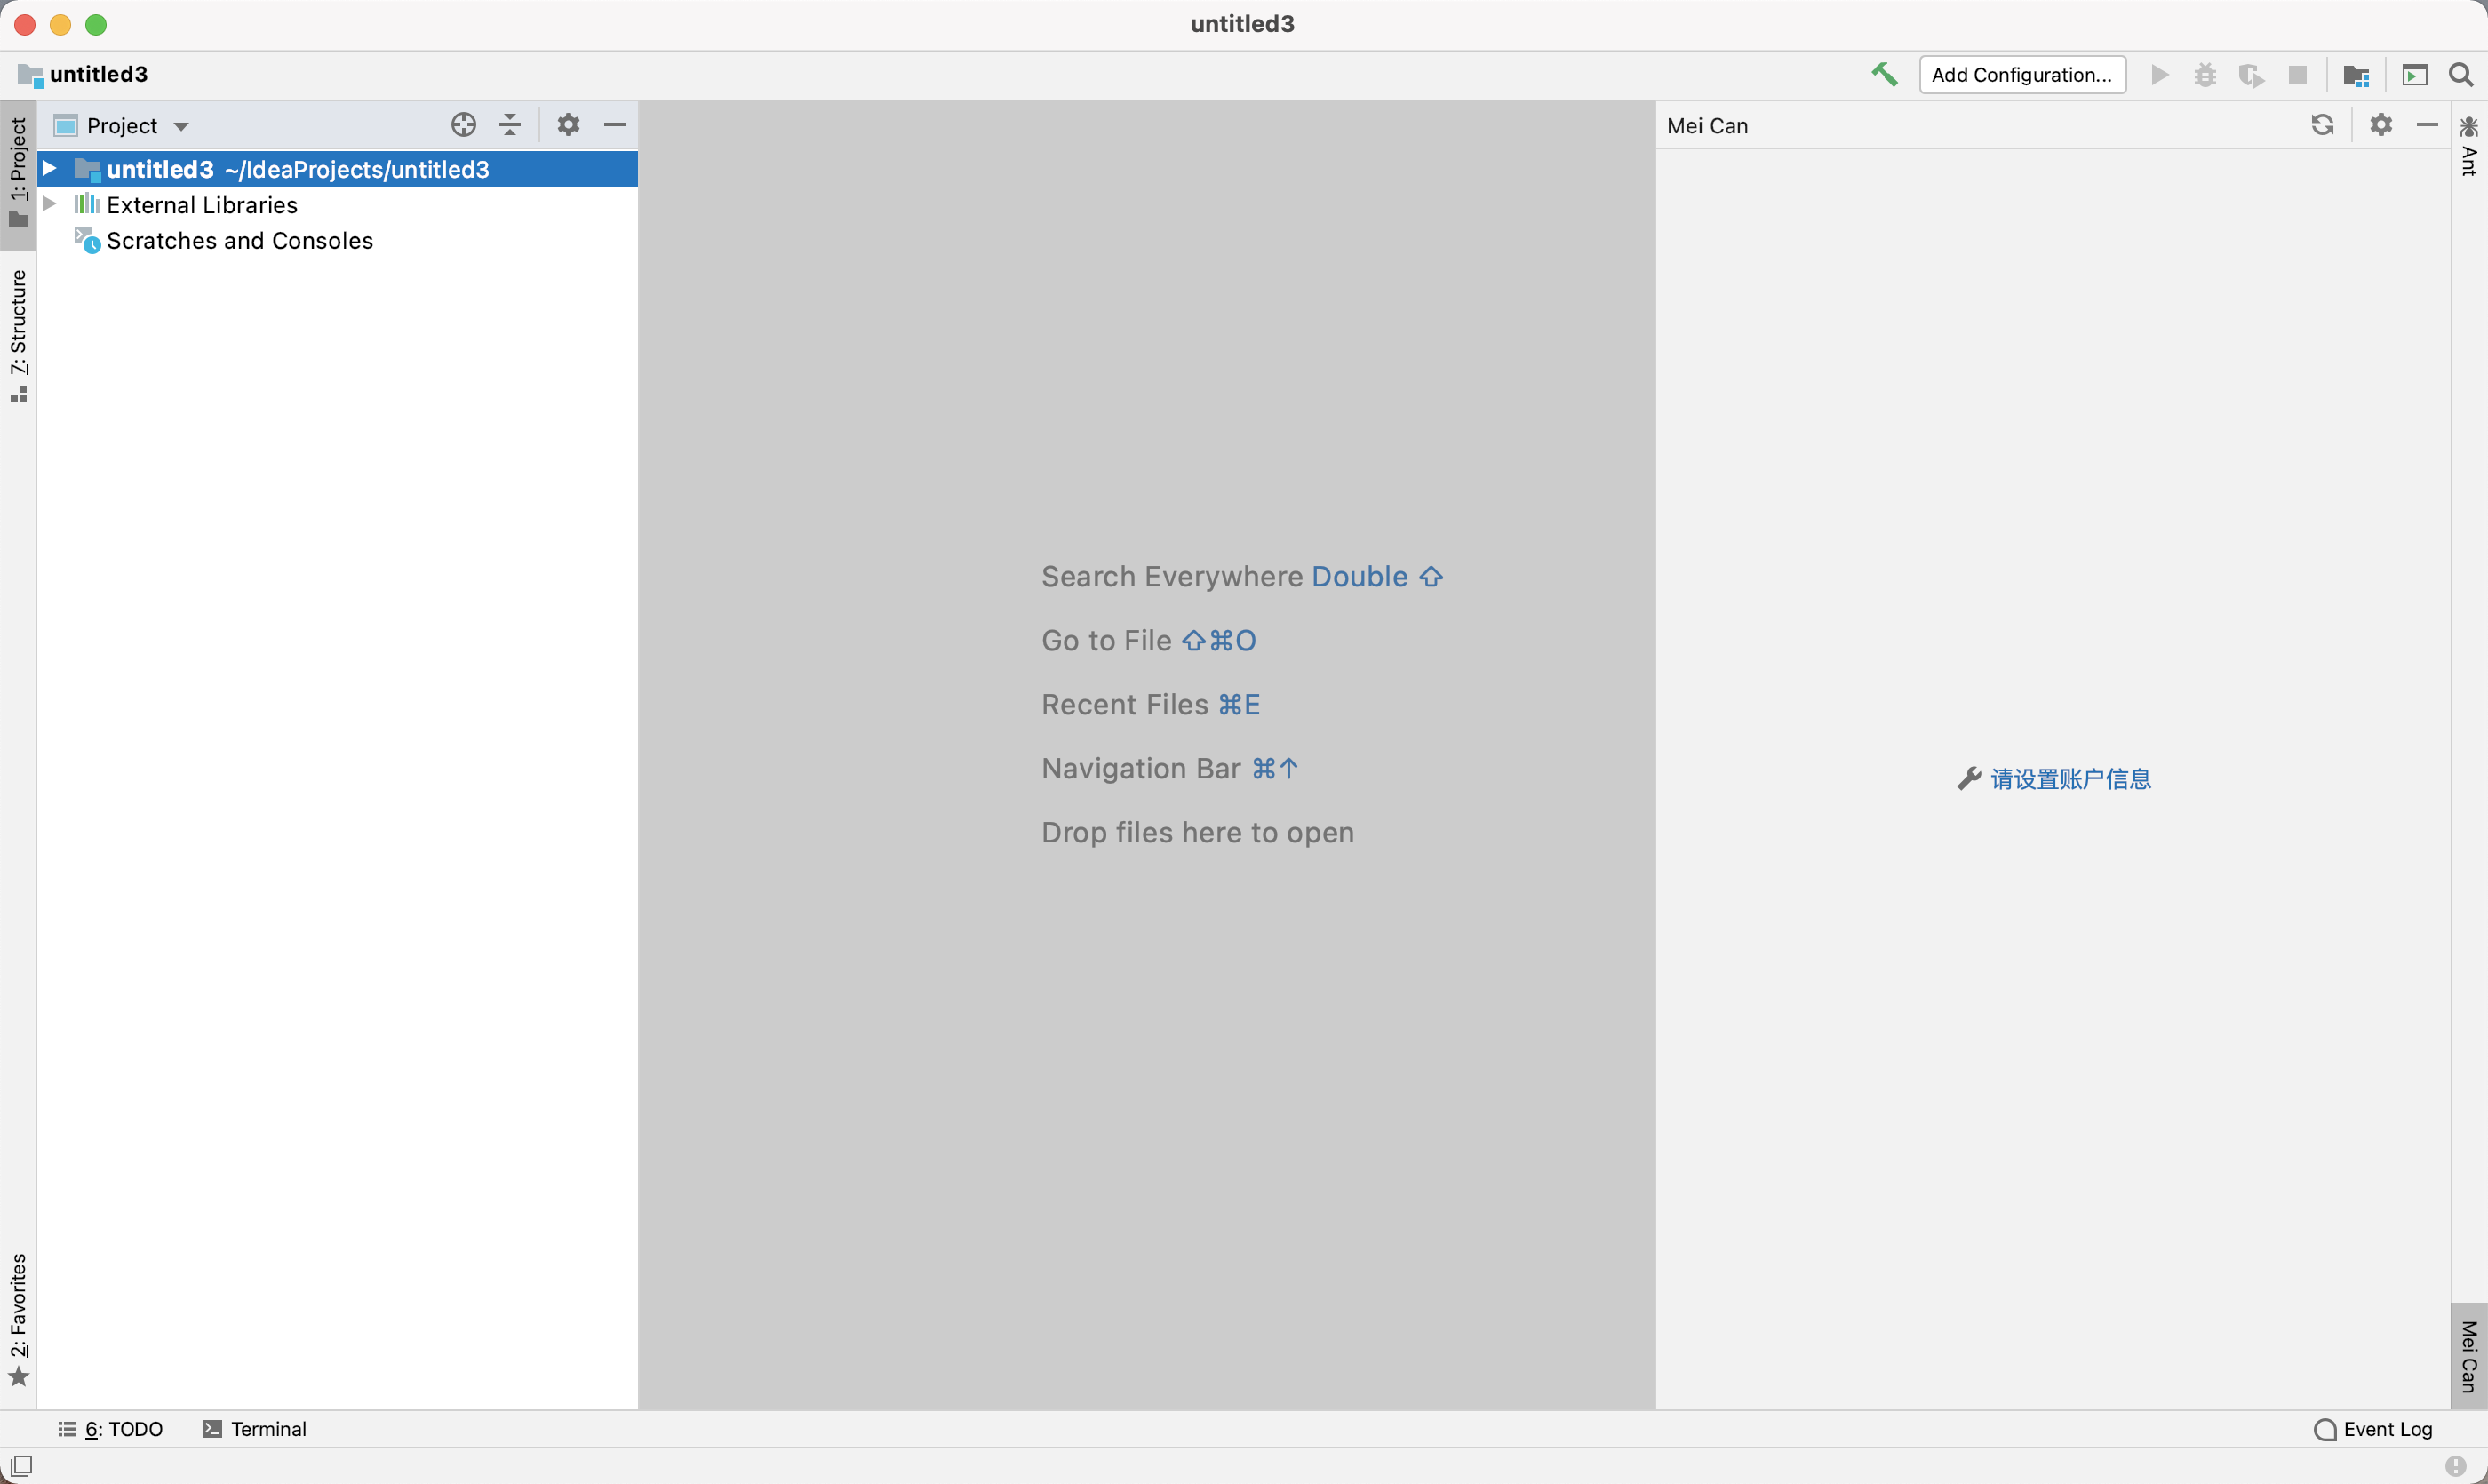 untitled3
untitled3
Add Configuration...
Project
Mei Can
1: Project
untitled3 ~/IdeaProjects/untitled3
External Libraries
Scratches and Consoles
7: Structure
Ant
Search Everywhere Double ⇧
Go to File ⇧⌘O
Recent Files ⌘E
Navigation Bar ⌘↑
Drop files here to open
请设置账户信息
2: Favorites
Mei Can
6: TODO
Terminal
Event Log